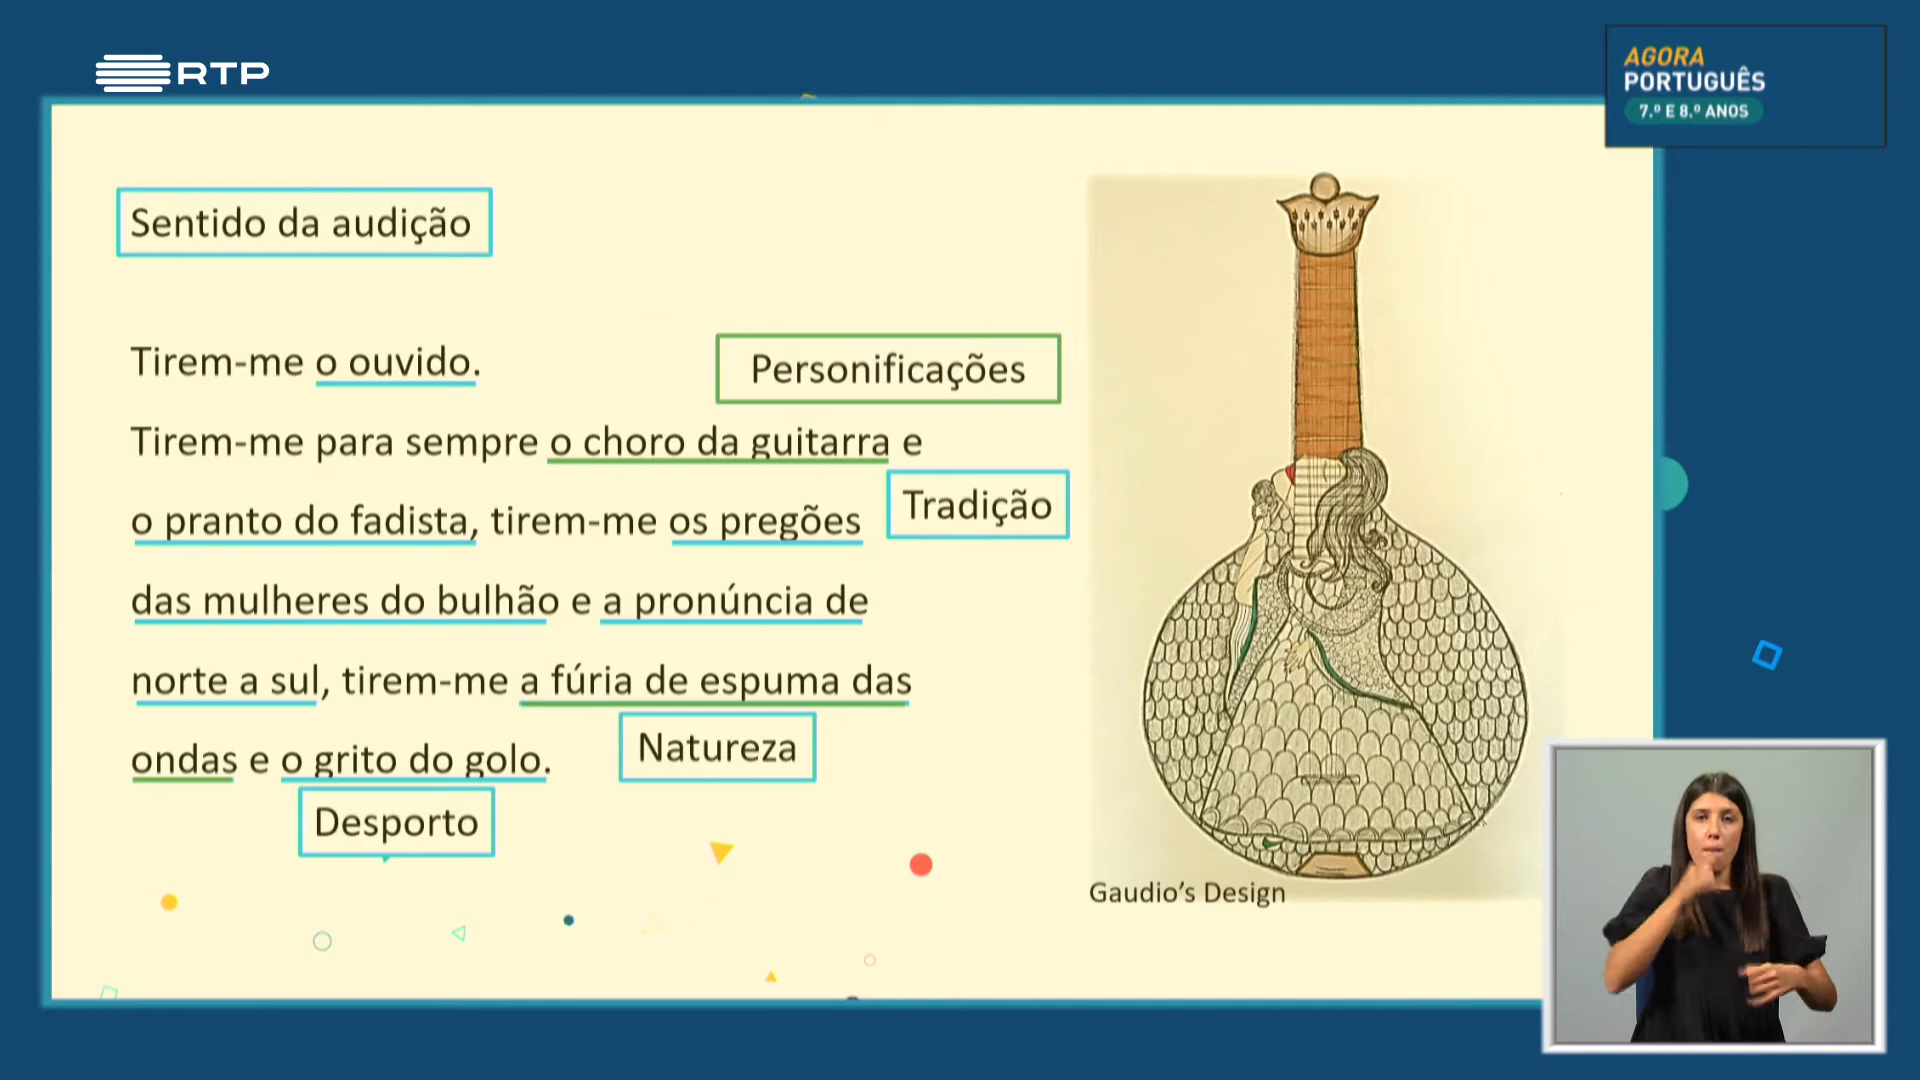 RTP
AGORA
PORTUGUÊS
7.º E 8.º ANOS
Sentido da audição
Tirem-me o ouvido.
Personificações
Tirem-me para sempre o choro da guitarra e
o pranto do fadista, tirem-me os pregões
Tradição
das mulheres do bulhão e a pronúncia de
norte a sul, tirem-me a fúria de espuma das
ondas e o grito do golo.
Natureza
Desporto
Gaudio’s Design